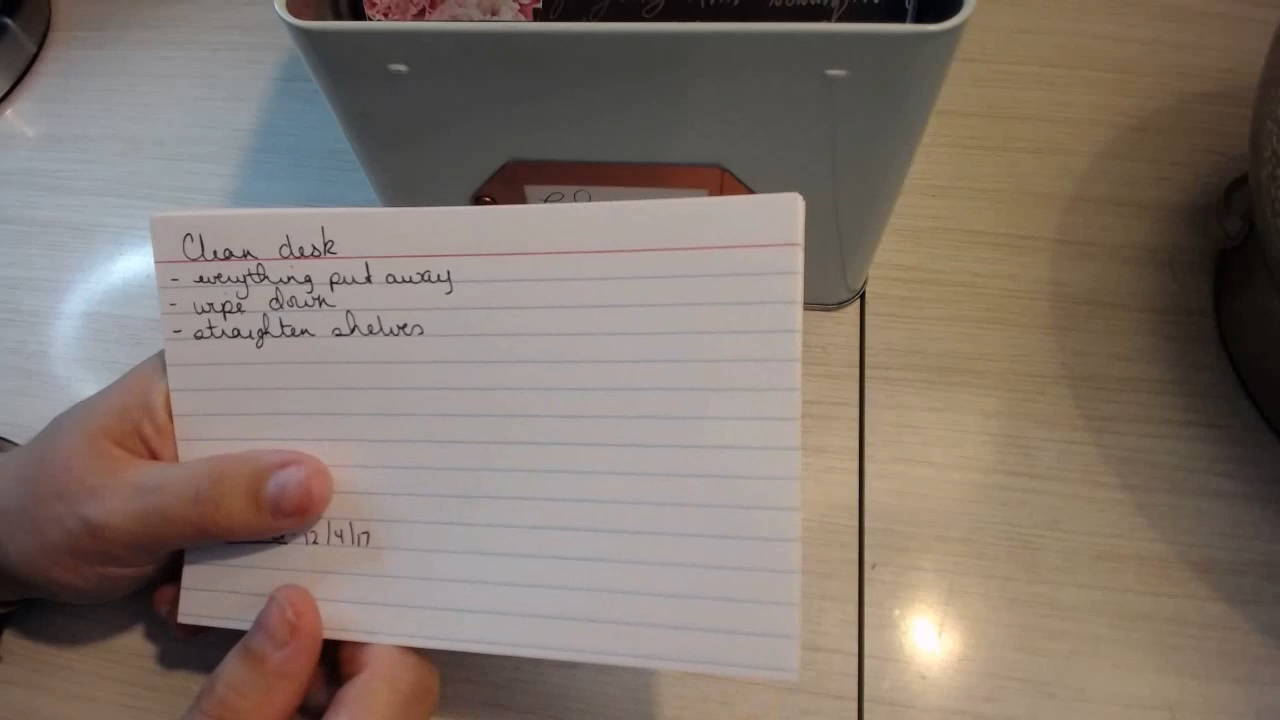 Clean desk
- everything put away
- wipe down
- straighten shelves
12/4/17